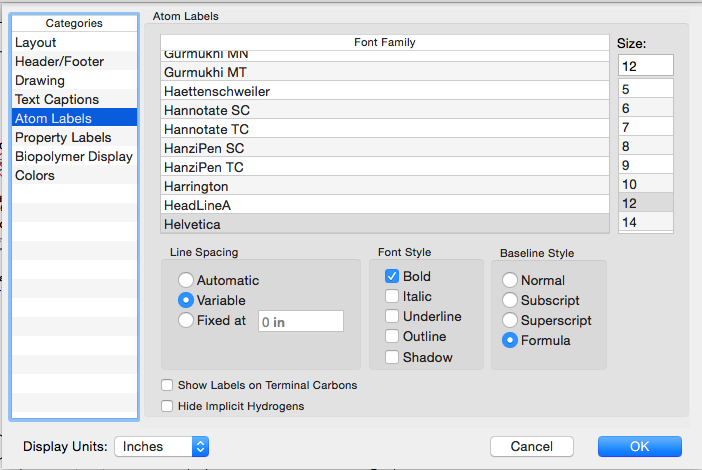 Categories
Layout
Header/Footer
Drawing
Text Captions
Atom Labels
Property Labels
Biopolymer Display
Colors
Atom Labels
Font Family
Gurmukhi MN
Gurmukhi MT
Haettenschweiler
Hannotate SC
Hannotate TC
HanziPen SC
HanziPen TC
Harrington
HeadLineA
Helvetica
Size:
12
5
6
7
8
9
10
12
14
Line Spacing
Automatic
Variable
Fixed at 0 in
Font Style
Bold
Italic
Underline
Outline
Shadow
Baseline Style
Normal
Subscript
Superscript
Formula
Show Labels on Terminal Carbons
Hide Implicit Hydrogens
Display Units: Inches
Cancel
OK